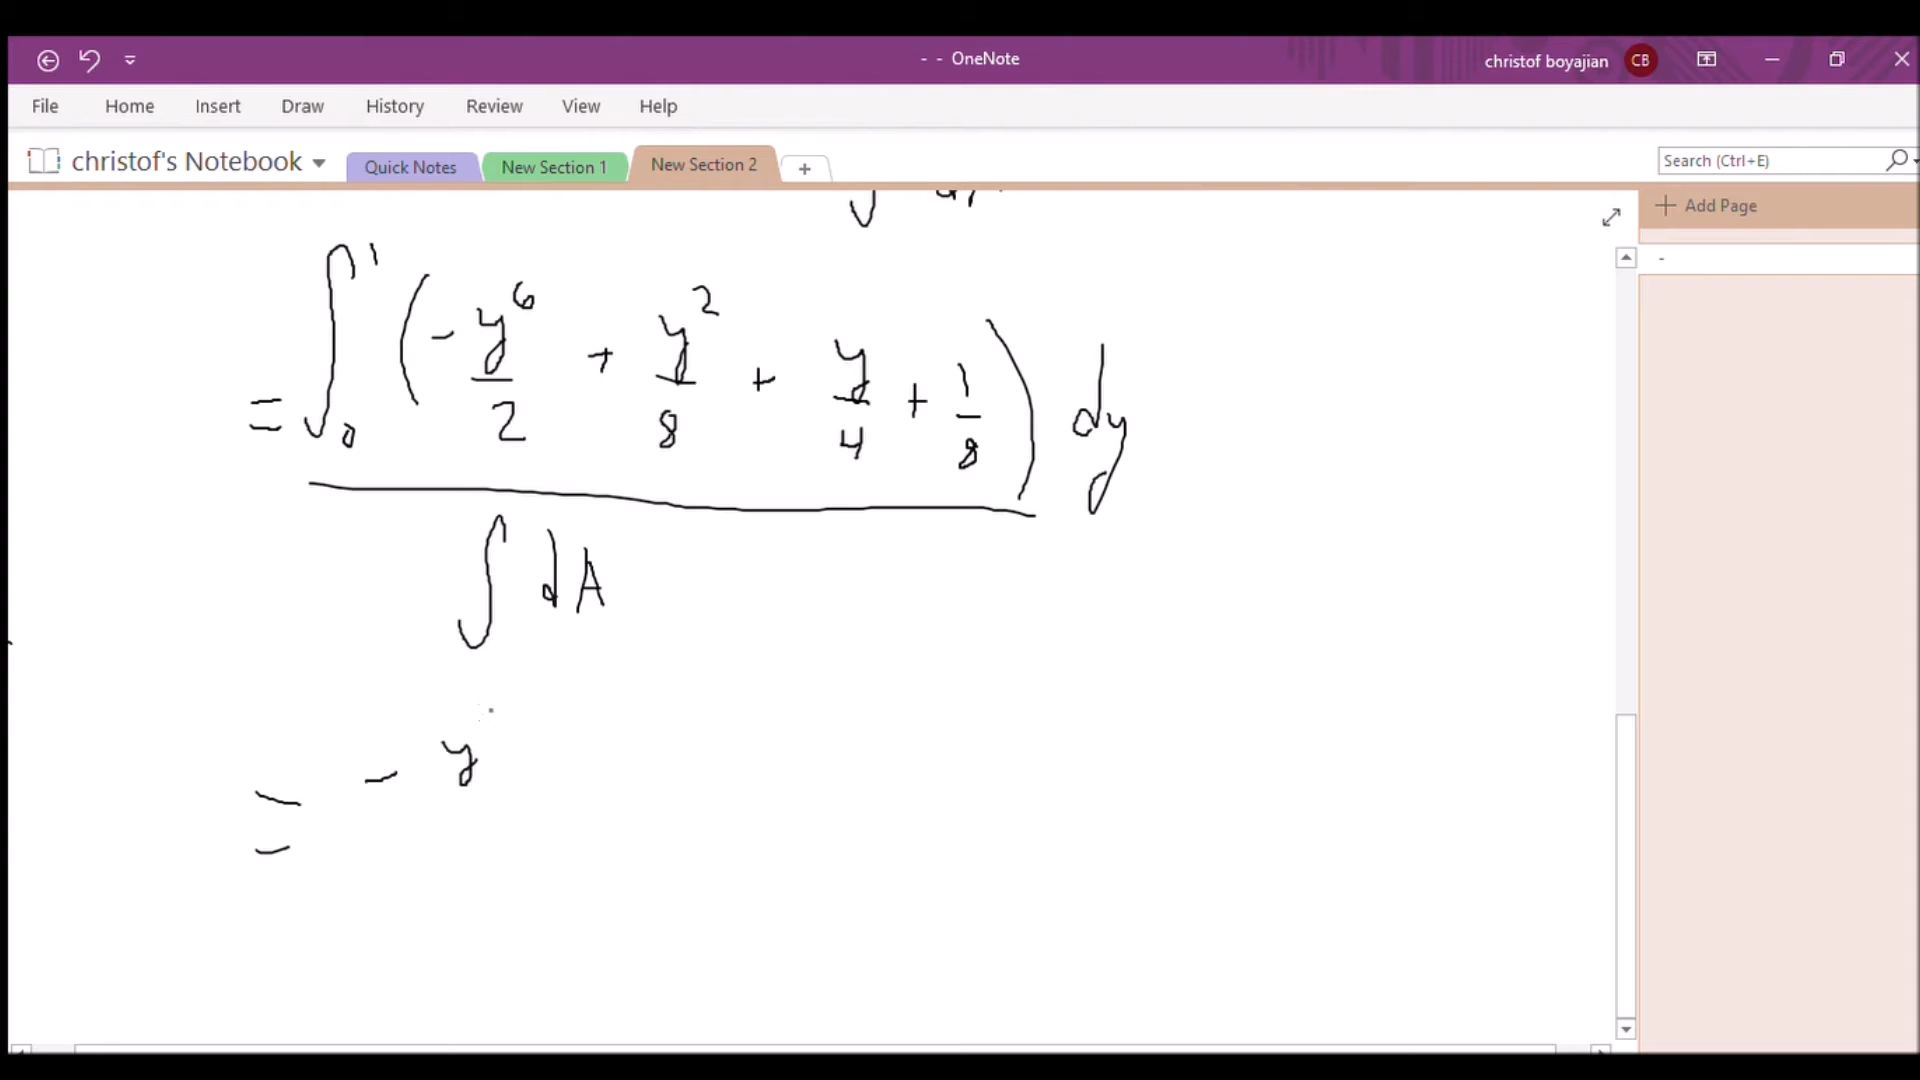 - - OneNote
christof boyajian CB
File Home Insert Draw History Review View Help
christof's Notebook Quick Notes New Section 1 New Section 2 +
Search (Ctrl+E)
Add Page
-
= ∫₀¹ (-y⁶/2 + y²/8 + y/4 + 1/8) dy
∫ dA
= - y